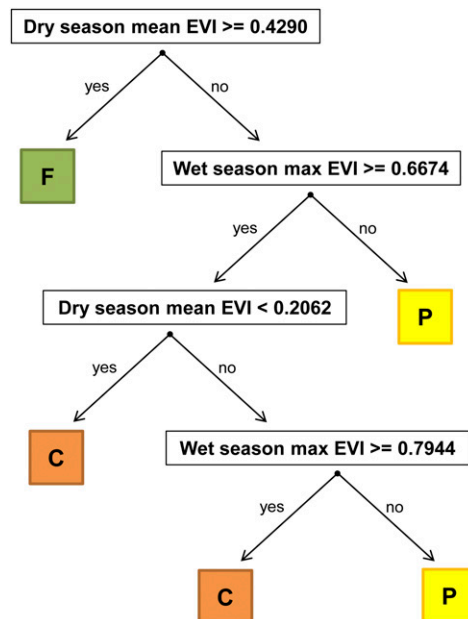 Dry season mean EVI >= 0.4290
yes
no
F
Wet season max EVI >= 0.6674
yes
no
Dry season mean EVI < 0.2062
P
yes
no
C
Wet season max EVI >= 0.7944
yes
no
C
P